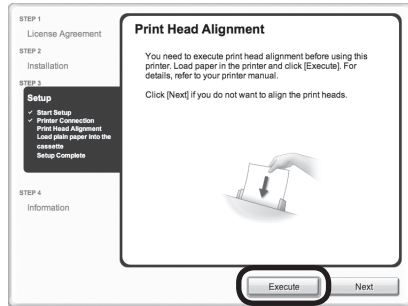 STEP 1
License Agreement
STEP 2
Installation
STEP 3
Setup
✓ Start Setup
✓ Printer Connection
Print Head Alignment
Load plain paper into the
cassette
Setup Complete
STEP 4
Information
Print Head Alignment
You need to execute print head alignment before using this
printer. Load paper in the printer and click [Execute]. For
details, refer to your printer manual.
Click [Next] if you do not want to align the print heads.
Execute
Next